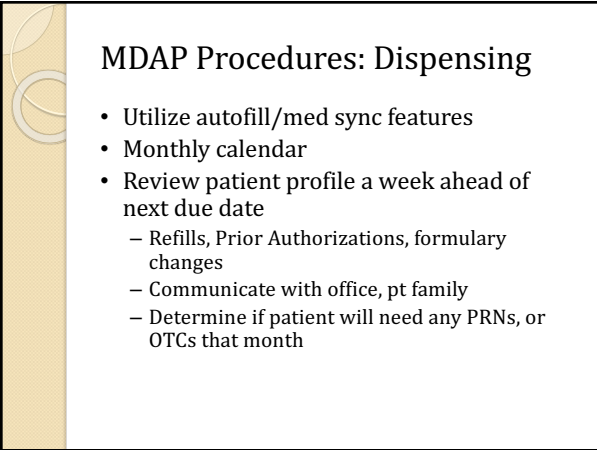 MDAP Procedures: Dispensing
• Utilize autofill/med sync features
• Monthly calendar
• Review patient profile a week ahead of
next due date
– Refills, Prior Authorizations, formulary
changes
– Communicate with office, pt family
– Determine if patient will need any PRNs, or
OTCs that month